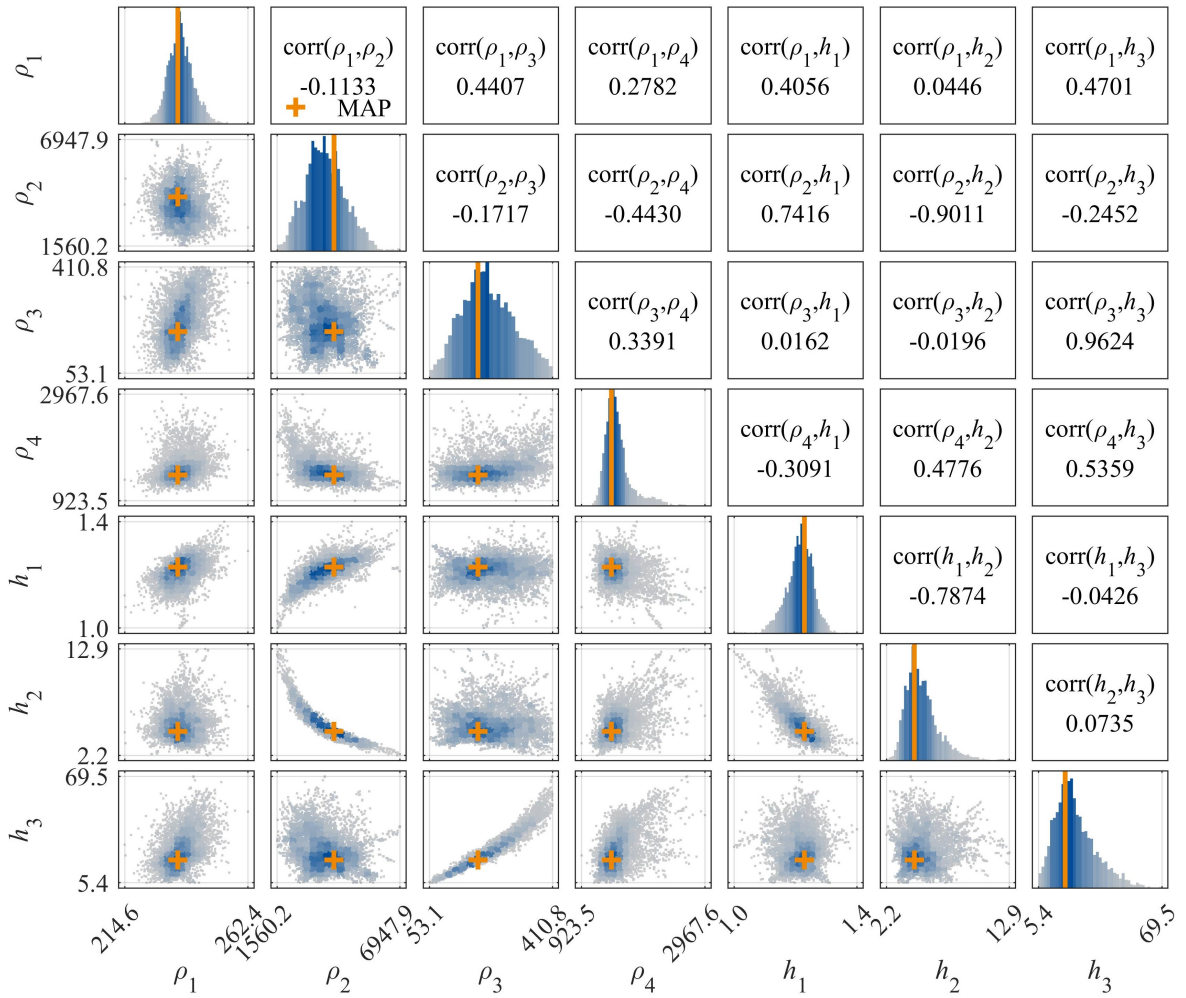 ρ1
corr(ρ1,ρ2)
-0.1133
MAP
corr(ρ1,ρ3)
0.4407
corr(ρ1,ρ4)
0.2782
corr(ρ1,h1)
0.4056
corr(ρ1,h2)
0.0446
corr(ρ1,h3)
0.4701
6947.9
ρ2
1560.2
corr(ρ2,ρ3)
-0.1717
corr(ρ2,ρ4)
-0.4430
corr(ρ2,h1)
0.7416
corr(ρ2,h2)
-0.9011
corr(ρ2,h3)
-0.2452
410.8
ρ3
53.1
corr(ρ3,ρ4)
0.3391
corr(ρ3,h1)
0.0162
corr(ρ3,h2)
-0.0196
corr(ρ3,h3)
0.9624
2967.6
ρ4
923.5
corr(ρ4,h1)
-0.3091
corr(ρ4,h2)
0.4776
corr(ρ4,h3)
0.5359
1.4
h1
1.0
corr(h1,h2)
-0.7874
corr(h1,h3)
-0.0426
12.9
h2
2.2
corr(h2,h3)
0.0735
69.5
h3
5.4
214.6
262.4
1560.2
6947.9
53.1
410.8
923.5
2967.6
1.0
1.4
2.2
12.9
5.4
69.5
ρ1
ρ2
ρ3
ρ4
h1
h2
h3